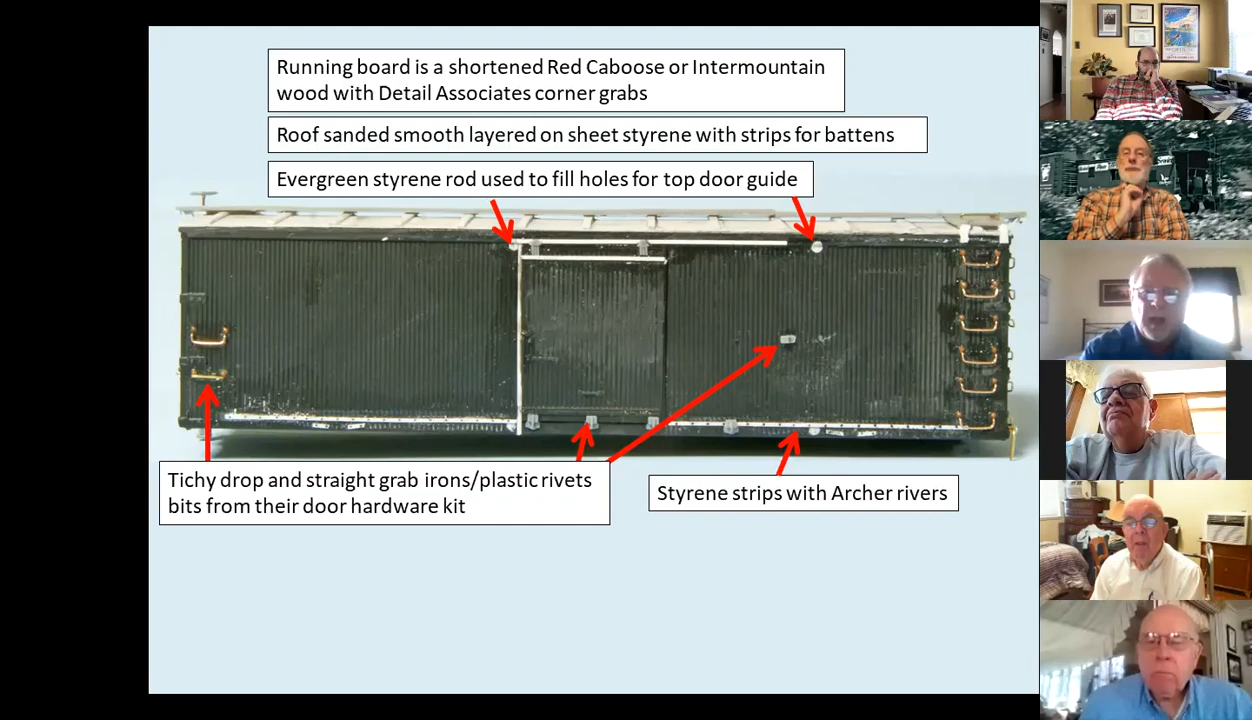 Running board is a shortened Red Caboose or Intermountain
wood with Detail Associates corner grabs
Roof sanded smooth layered on sheet styrene with strips for battens
Evergreen styrene rod used to fill holes for top door guide
Tichy drop and straight grab irons/plastic rivets
bits from their door hardware kit
Styrene strips with Archer rivers